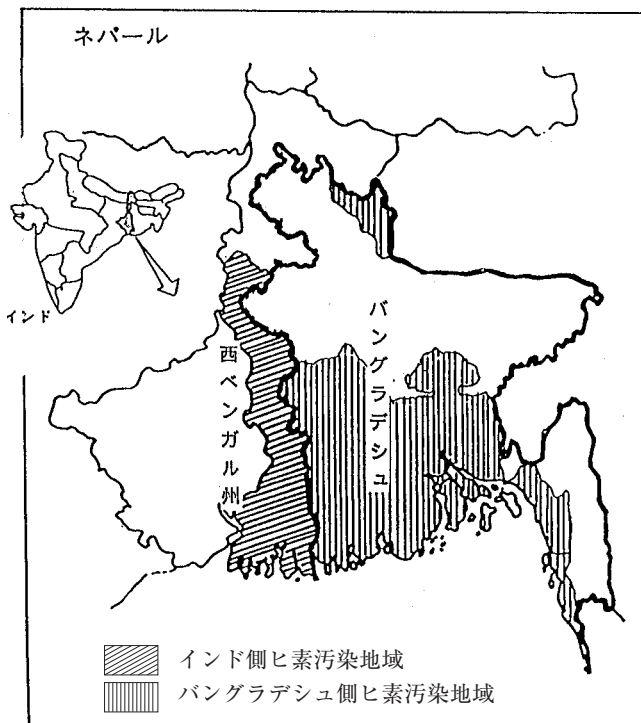 ネパール
インド
バングラデシュ
西ベンガル州
インド側ヒ素汚染地域
バングラデシュ側ヒ素汚染地域